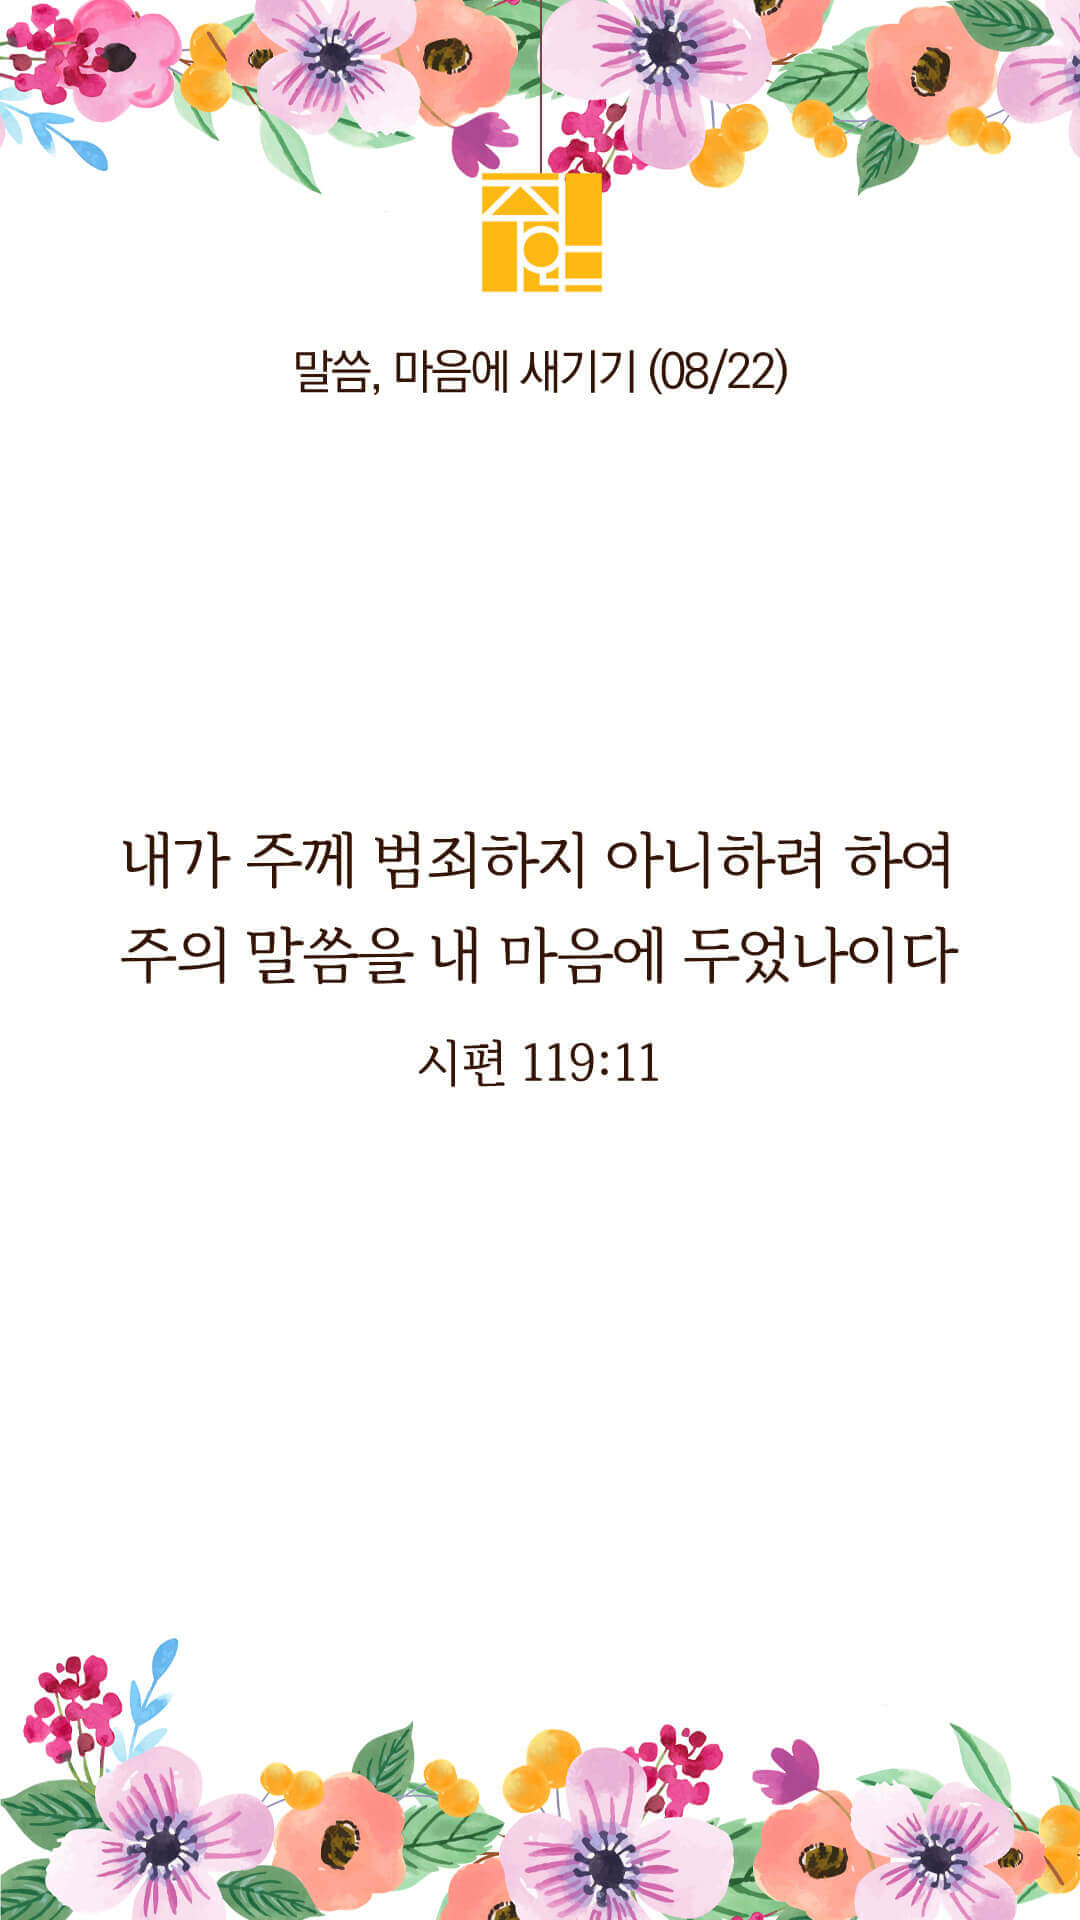 주인
말씀, 마음에 새기기 (08/22)
내가 주께 범죄하지 아니하려 하여
주의 말씀을 내 마음에 두었나이다
시편 119:11